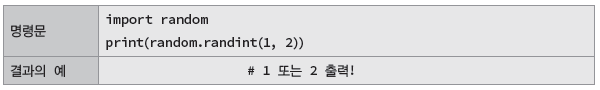 명령문
import random
print(random.randint(1, 2))
결과의 예
# 1 또는 2 출력!